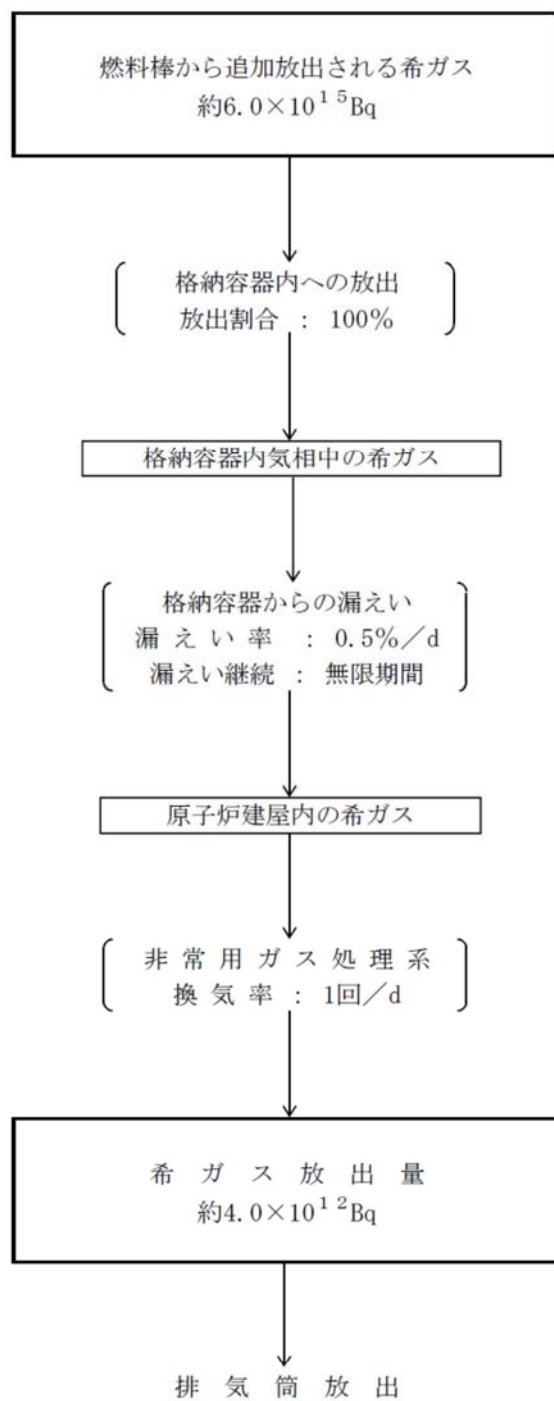 燃料棒から追加放出される希ガス
約6.0×10¹⁵Bq
格納容器内への放出
放出割合 : 100%
格納容器内気相中の希ガス
格納容器からの漏えい
漏えい率 : 0.5%/d
漏えい継続 : 無限期間
原子炉建屋内の希ガス
非常用ガス処理系
換気率 : 1回/d
希ガス放出量
約4.0×10¹²Bq
排気筒放出